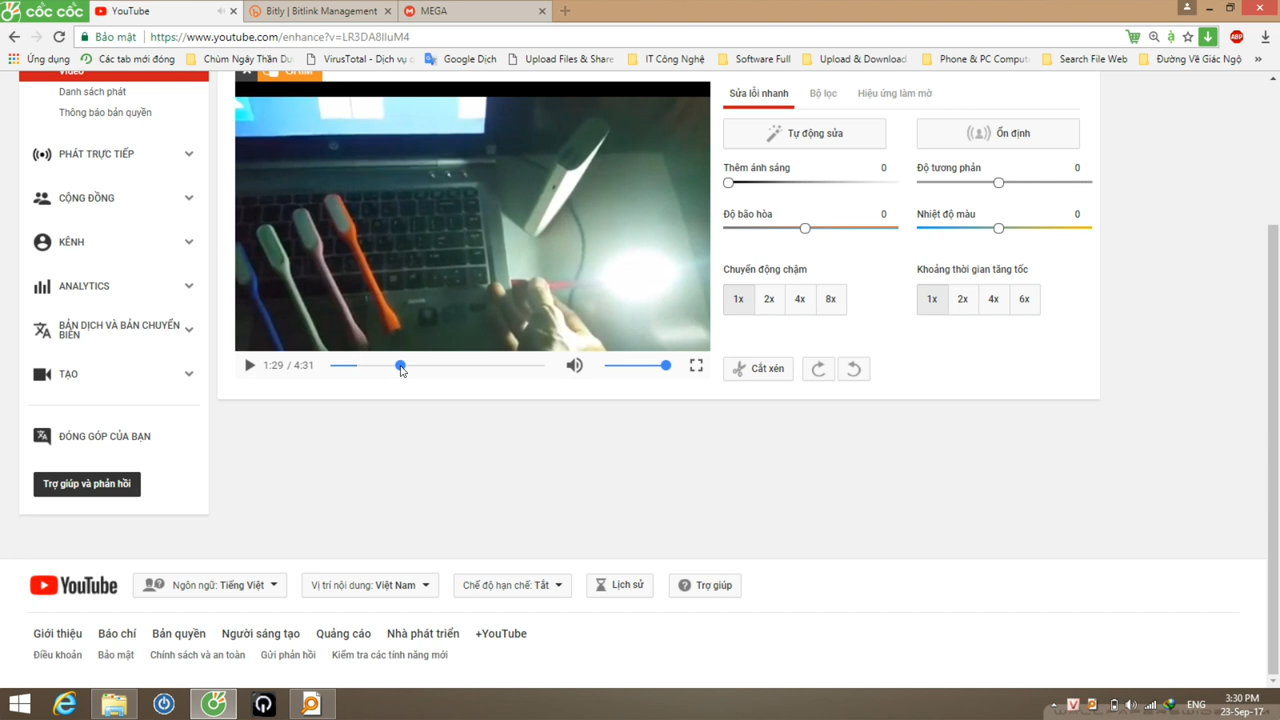 cốc cốc
YouTube
Bitly | Bitlink Management
MEGA
Bảo mật
https://www.youtube.com/enhance?v=LR3DA8IIuM4
ABP
Ứng dụng
Các tab mới đóng
Chùm Ngây Thần Dư
VirusTotal - Dịch vụ c
Google Dịch
Upload Files & Share
IT Công Nghệ
Software Full
Upload & Download
Phone & PC Compute
Search File Web
Đường Về Giác Ngộ
Video
Danh sách phát
Thông báo bản quyền
PHÁT TRỰC TIẾP
CỘNG ĐỒNG
KÊNH
ANALYTICS
BẢN DỊCH VÀ BẢN CHUYỂN
BIÊN
TẠO
ĐÓNG GÓP CỦA BẠN
Trợ giúp và phản hồi
1:29 / 4:31
Sửa lỗi nhanh
Bộ lọc
Hiệu ứng làm mờ
Tự động sửa
Ổn định
Thêm ánh sáng 0
Độ tương phản 0
Độ bão hòa 0
Nhiệt độ màu 0
Chuyển động chậm
Khoảng thời gian tăng tốc
1x 2x 4x 8x
1x 2x 4x 6x
Cắt xén
YouTube
Ngôn ngữ: Tiếng Việt
Vị trí nội dung: Việt Nam
Chế độ hạn chế: Tắt
Lịch sử
Trợ giúp
Giới thiệu
Báo chí
Bản quyền
Người sáng tạo
Quảng cáo
Nhà phát triển
+YouTube
Điều khoản
Bảo mật
Chính sách và an toàn
Gửi phản hồi
Kiểm tra các tính năng mới
ENG
3:30 PM
23-Sep-17